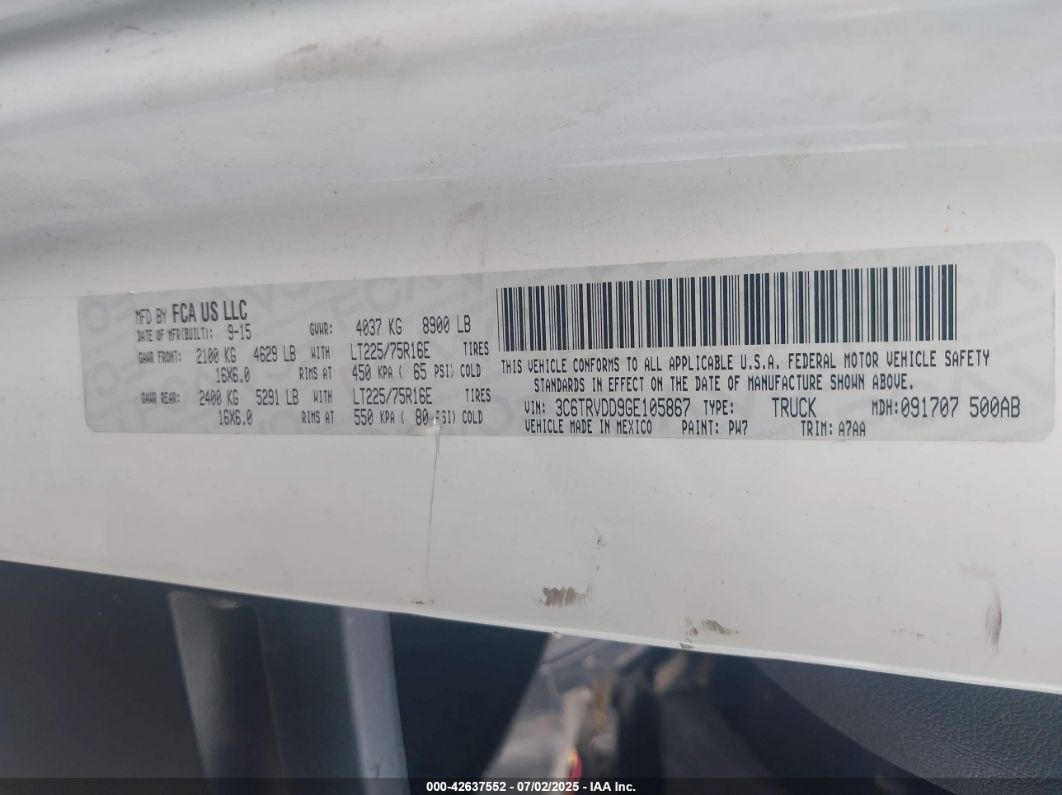 MFD BY FCA US LLC
DATE OF MFR(BUILT): 9-15 GVWR: 4037 KG 8900 LB
GAWR FRONT: 2100 KG 4629 LB WITH LT225/75R16E TIRES
16X6.0 RIMS AT 450 KPA ( 65 PSI) COLD
GAWR REAR: 2400 KG 5291 LB WITH LT225/75R16E TIRES
16X6.0 RIMS AT 550 KPA ( 80 PSI) COLD
THIS VEHICLE CONFORMS TO ALL APPLICABLE U.S.A. FEDERAL MOTOR VEHICLE SAFETY
STANDARDS IN EFFECT ON THE DATE OF MANUFACTURE SHOWN ABOVE.
VIN: 3C6TRVDD9GE105867 TYPE: TRUCK MDH:091707 500AB
VEHICLE MADE IN MEXICO PAINT: PW7 TRIM: A7AA
000-42637552 - 07/02/2025 - IAA Inc.